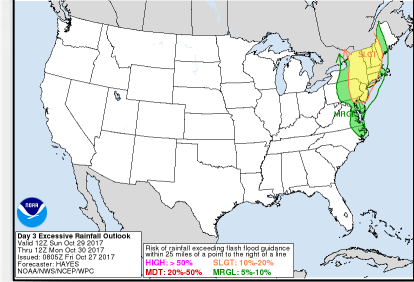 SLGT
MRGL
NOAA
Day 3 Excessive Rainfall Outlook
Valid 12Z Sun Oct 29 2017
Thru 12Z Mon Oct 30 2017
Issued: 0805Z Fri Oct 27 2017
Forecaster: HAYES
NOAA/NWS/NCEP/WPC
Risk of rainfall exceeding flash flood guidance
within 25 miles of a point to the right of a line
HIGH: > 50% SLGT: 10%-20%
MDT: 20%-50% MRGL: 5%-10%